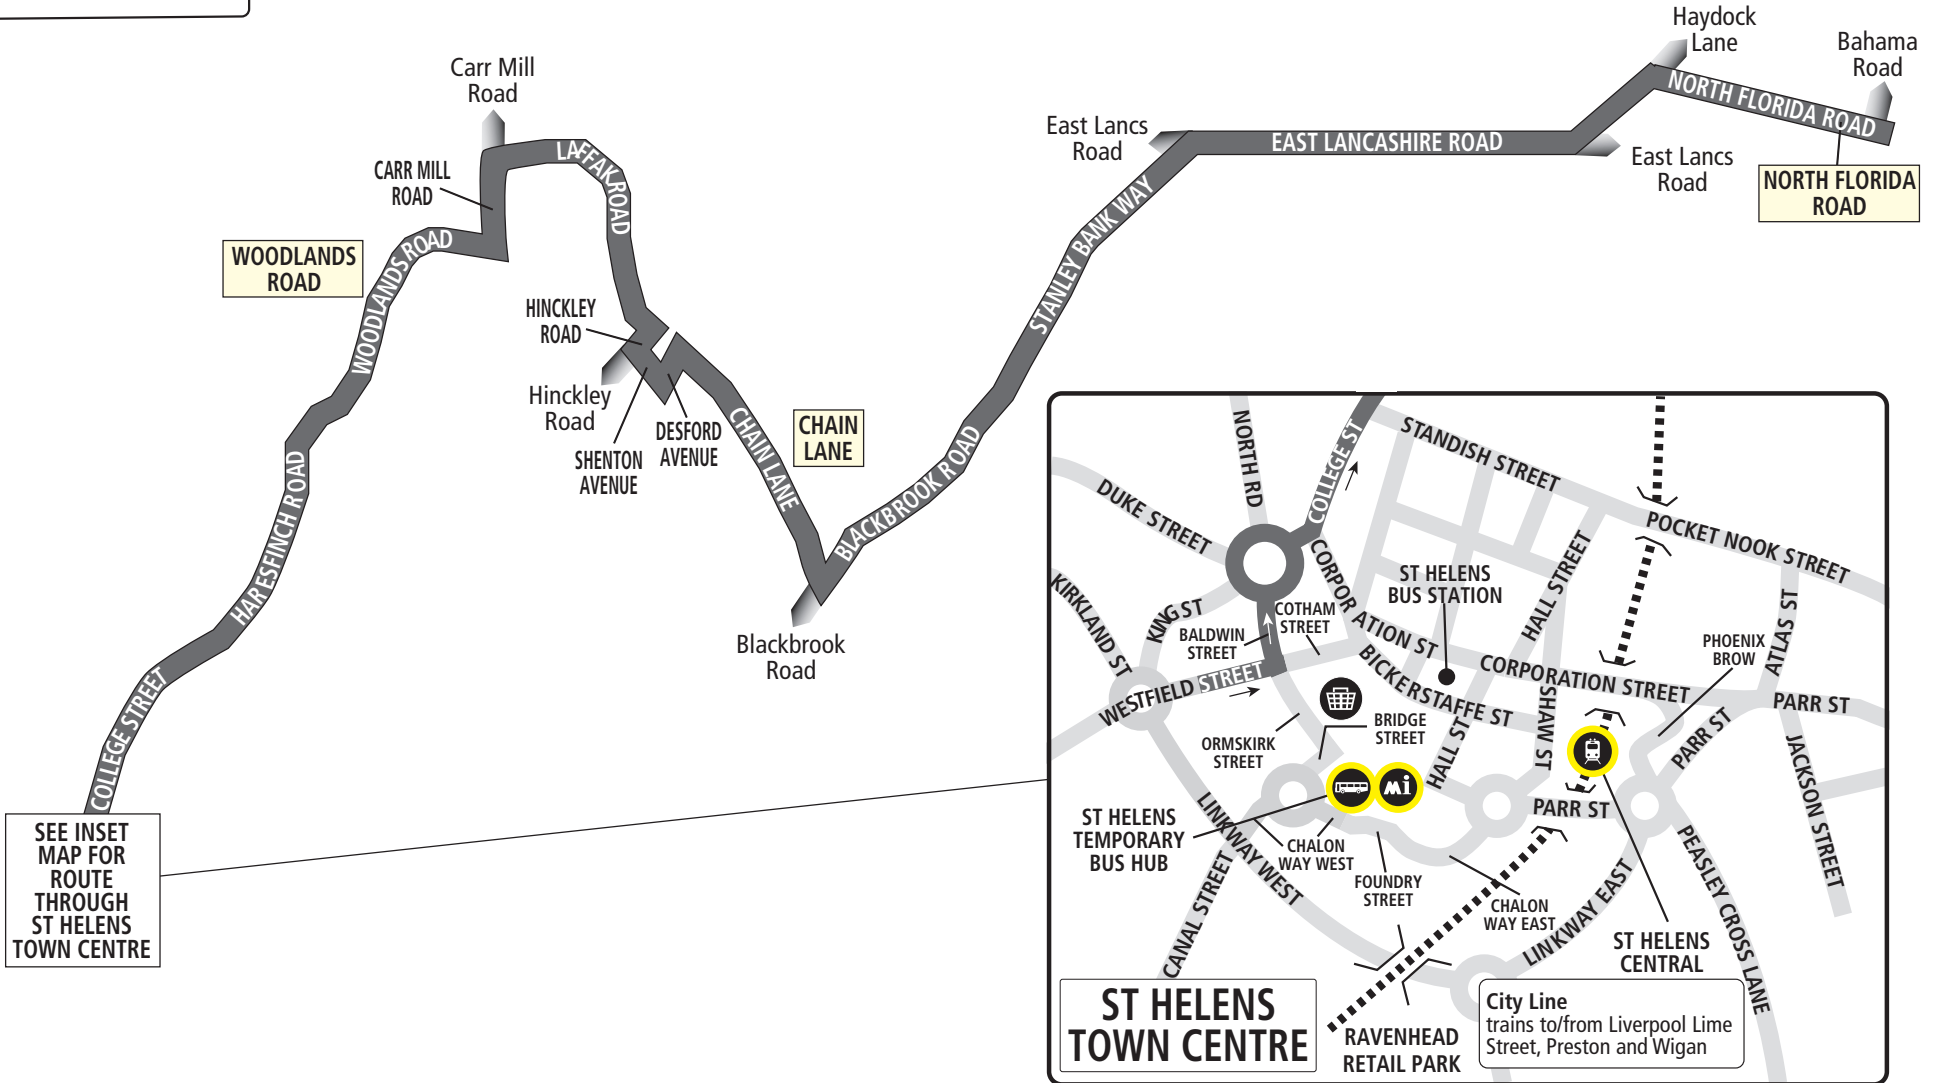 Haydock
Lane
Bahama
Road
Carr Mill
Road
NORTH FLORIDA ROAD
East Lancs
Road
EAST LANCASHIRE ROAD
East Lancs
Road
NORTH FLORIDA
ROAD
LAFFAK ROAD
CARR MILL
ROAD
WOODLANDS
ROAD
WOODLANDS ROAD
STANLEY BANK WAY
HINCKLEY
ROAD
Hinckley
Road
SHENTON
AVENUE
DESFORD
AVENUE
CHAIN LANE
CHAIN
LANE
BLACKBROOK ROAD
Blackbrook
Road
HARESFINCH ROAD
COLLEGE STREET
SEE INSET
MAP FOR
ROUTE
THROUGH
ST HELENS
TOWN CENTRE
NORTH RD
COLLEGE ST
STANDISH STREET
DUKE STREET
POCKET NOOK STREET
KIRKLAND ST
KING ST
CORPORATION ST
ST HELENS
BUS STATION
HALL STREET
ATLAS ST
COTHAM
STREET
BALDWIN
STREET
PHOENIX
BROW
WESTFIELD STREET
BICKERSTAFFE ST
CORPORATION STREET
PARR ST
SHAW ST
BRIDGE
STREET
ORMSKIRK
STREET
HALL ST
PARR ST
JACKSON STREET
Mi
PARR ST
ST HELENS
TEMPORARY
BUS HUB
LINKWAY WEST
CHALON
WAY WEST
FOUNDRY
STREET
CHALON
WAY EAST
CANAL STREET
LINKWAY EAST
PEASLEY CROSS LANE
ST HELENS
CENTRAL
ST HELENS
TOWN CENTRE
RAVENHEAD
RETAIL PARK
City Line
trains to/from Liverpool Lime
Street, Preston and Wigan